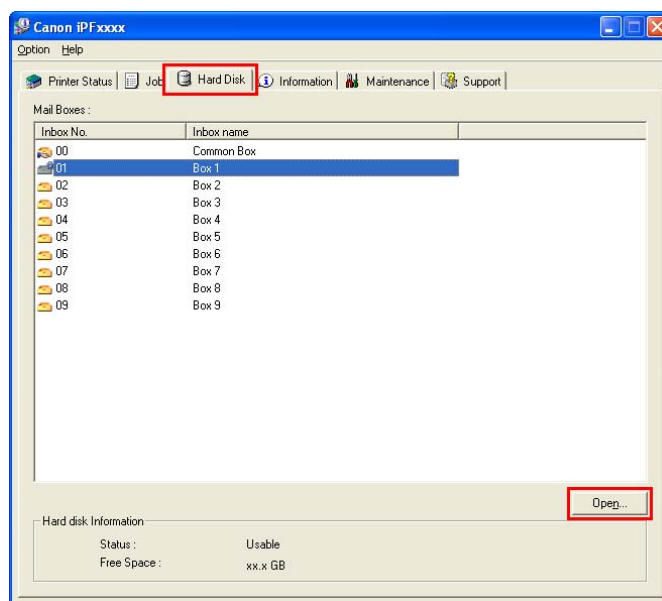 Canon iPFxxxx
Option Help
Printer Status Job Hard Disk Information Maintenance Support
Mail Boxes :
Inbox No. Inbox name
00 Common Box
01 Box 1
02 Box 2
03 Box 3
04 Box 4
05 Box 5
06 Box 6
07 Box 7
08 Box 8
09 Box 9
Open...
Hard disk Information
Status : Usable
Free Space : xx.x GB